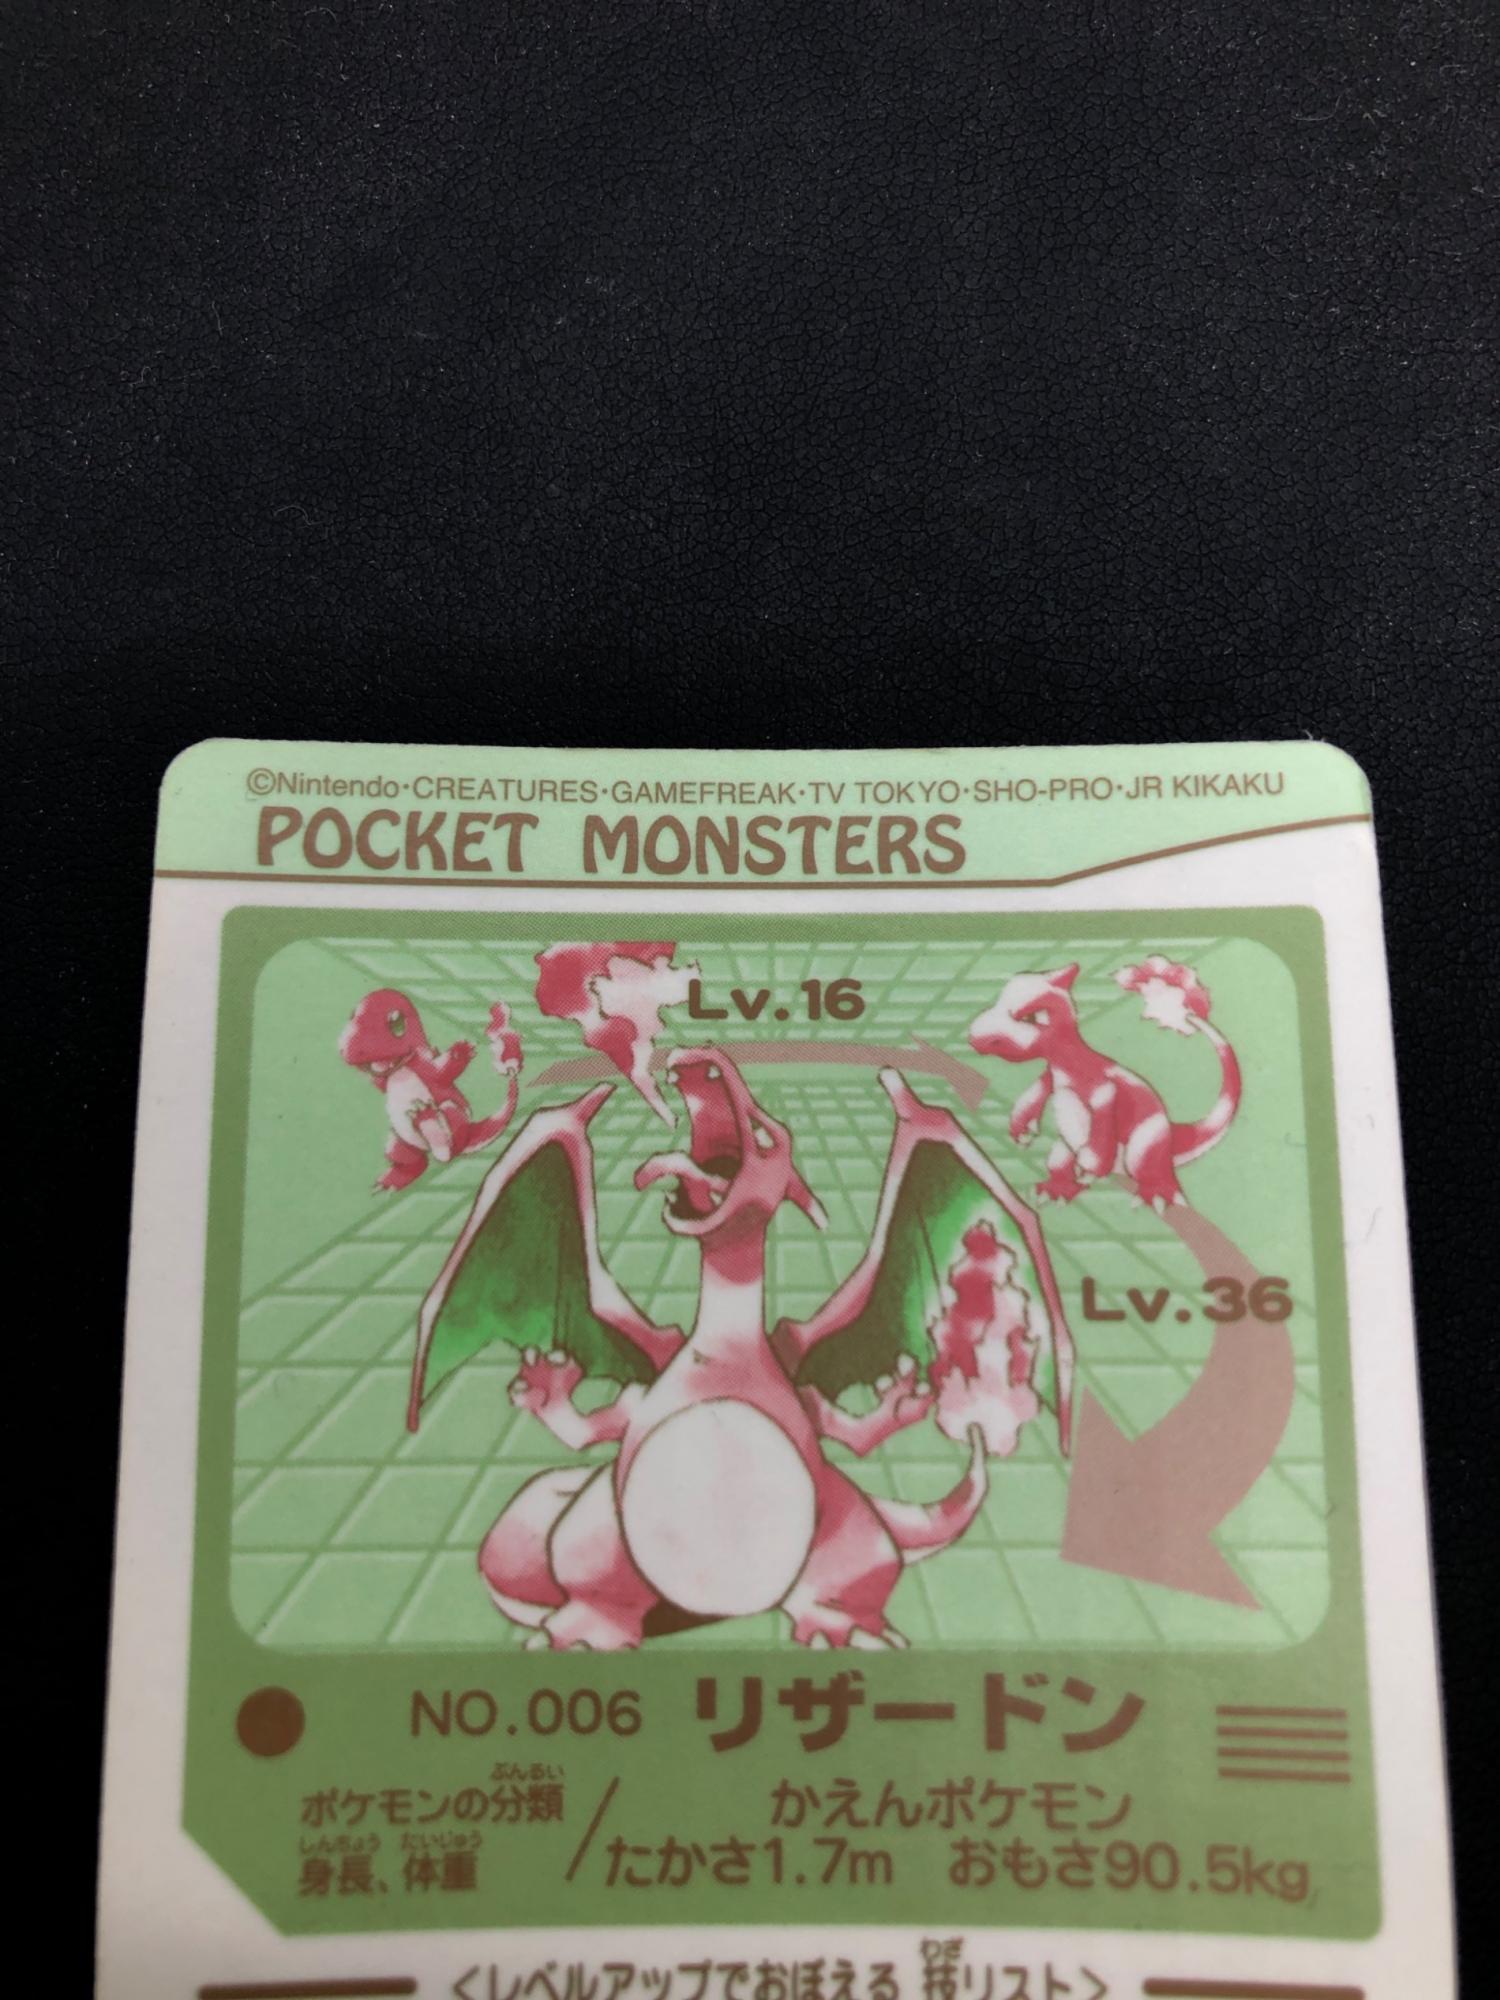 ©Nintendo・CREATURES・GAMEFREAK・TV TOKYO・SHO-PRO・JR KIKAKU
POCKET MONSTERS
Lv.16
Lv.36
NO.006 リザードン
ぶんるい
ポケモンの分類/かえんポケモン
しんちょう たいじゅう
身長、体重/たかさ1.7m おもさ90.5kg
わざ
<レベルアップでおぼえる 技リスト>